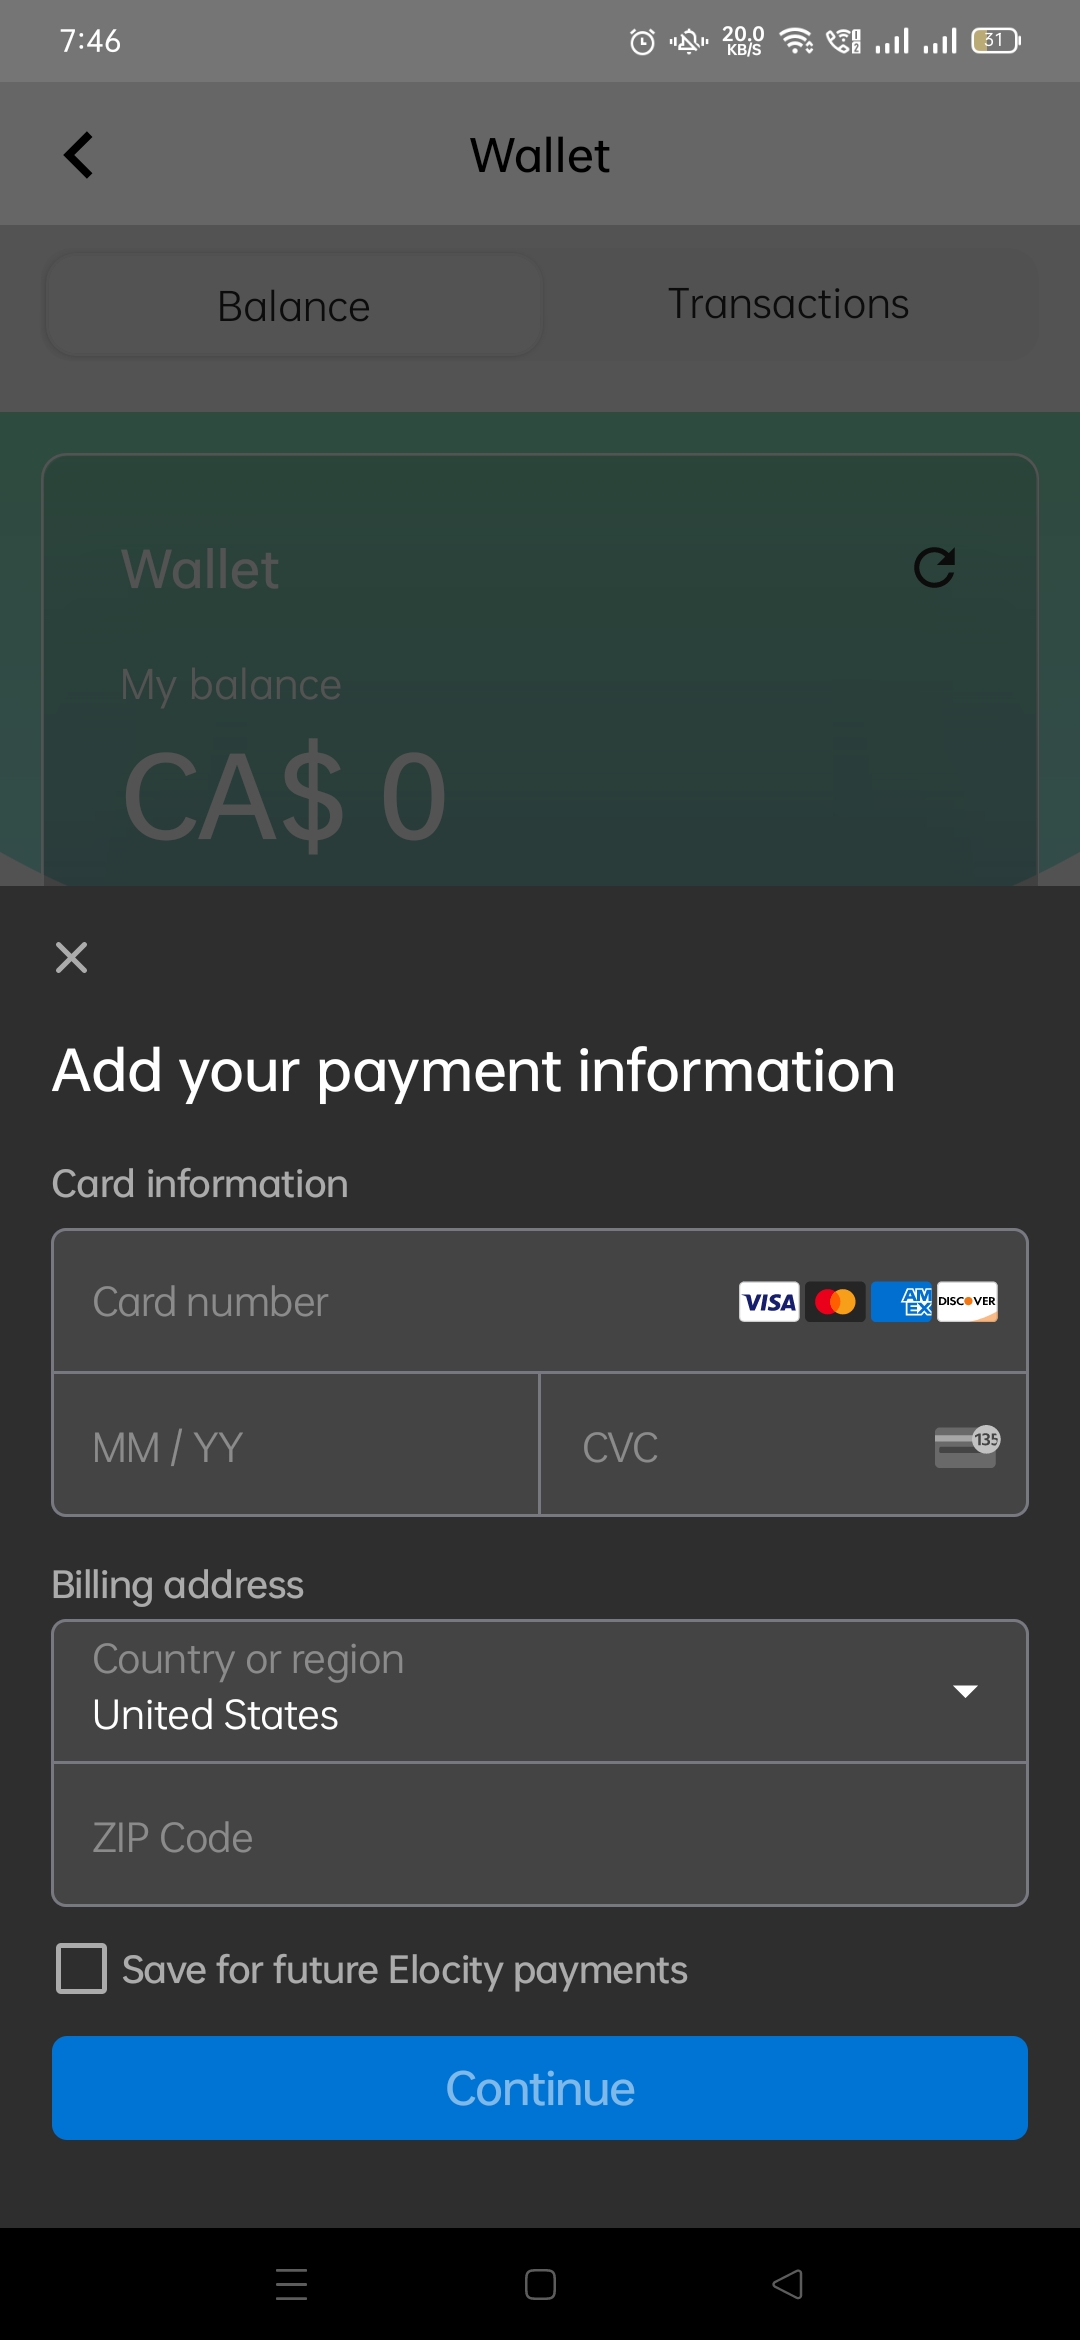 7:46
20.0
KB/S
1
2
31
Wallet
Balance
Transactions
Wallet
My balance
CA$ 0
Add your payment information
Card information
Card number
VISA
AM
EX
DISCOVER
MM / YY
CVC
135
Billing address
Country or region
United States
ZIP Code
Save for future Elocity payments
Continue